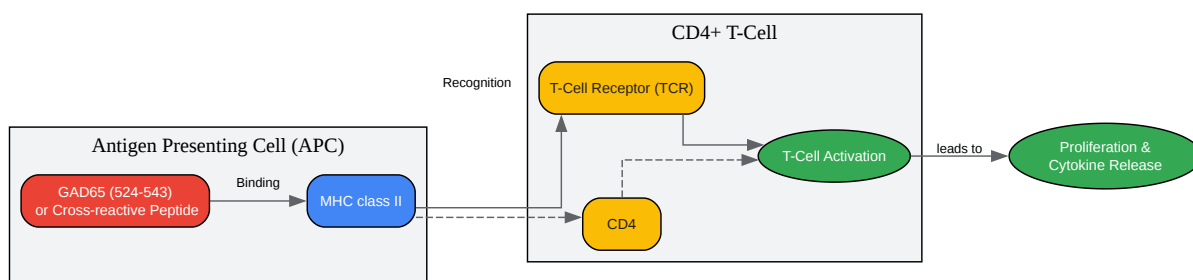 CD4+ T-Cell
Recognition
T-Cell Receptor (TCR)
Antigen Presenting Cell (APC)
GAD65 (524-543)
or Cross-reactive Peptide
Binding
MHC class II
CD4
T-Cell Activation
leads to
Proliferation &
Cytokine Release